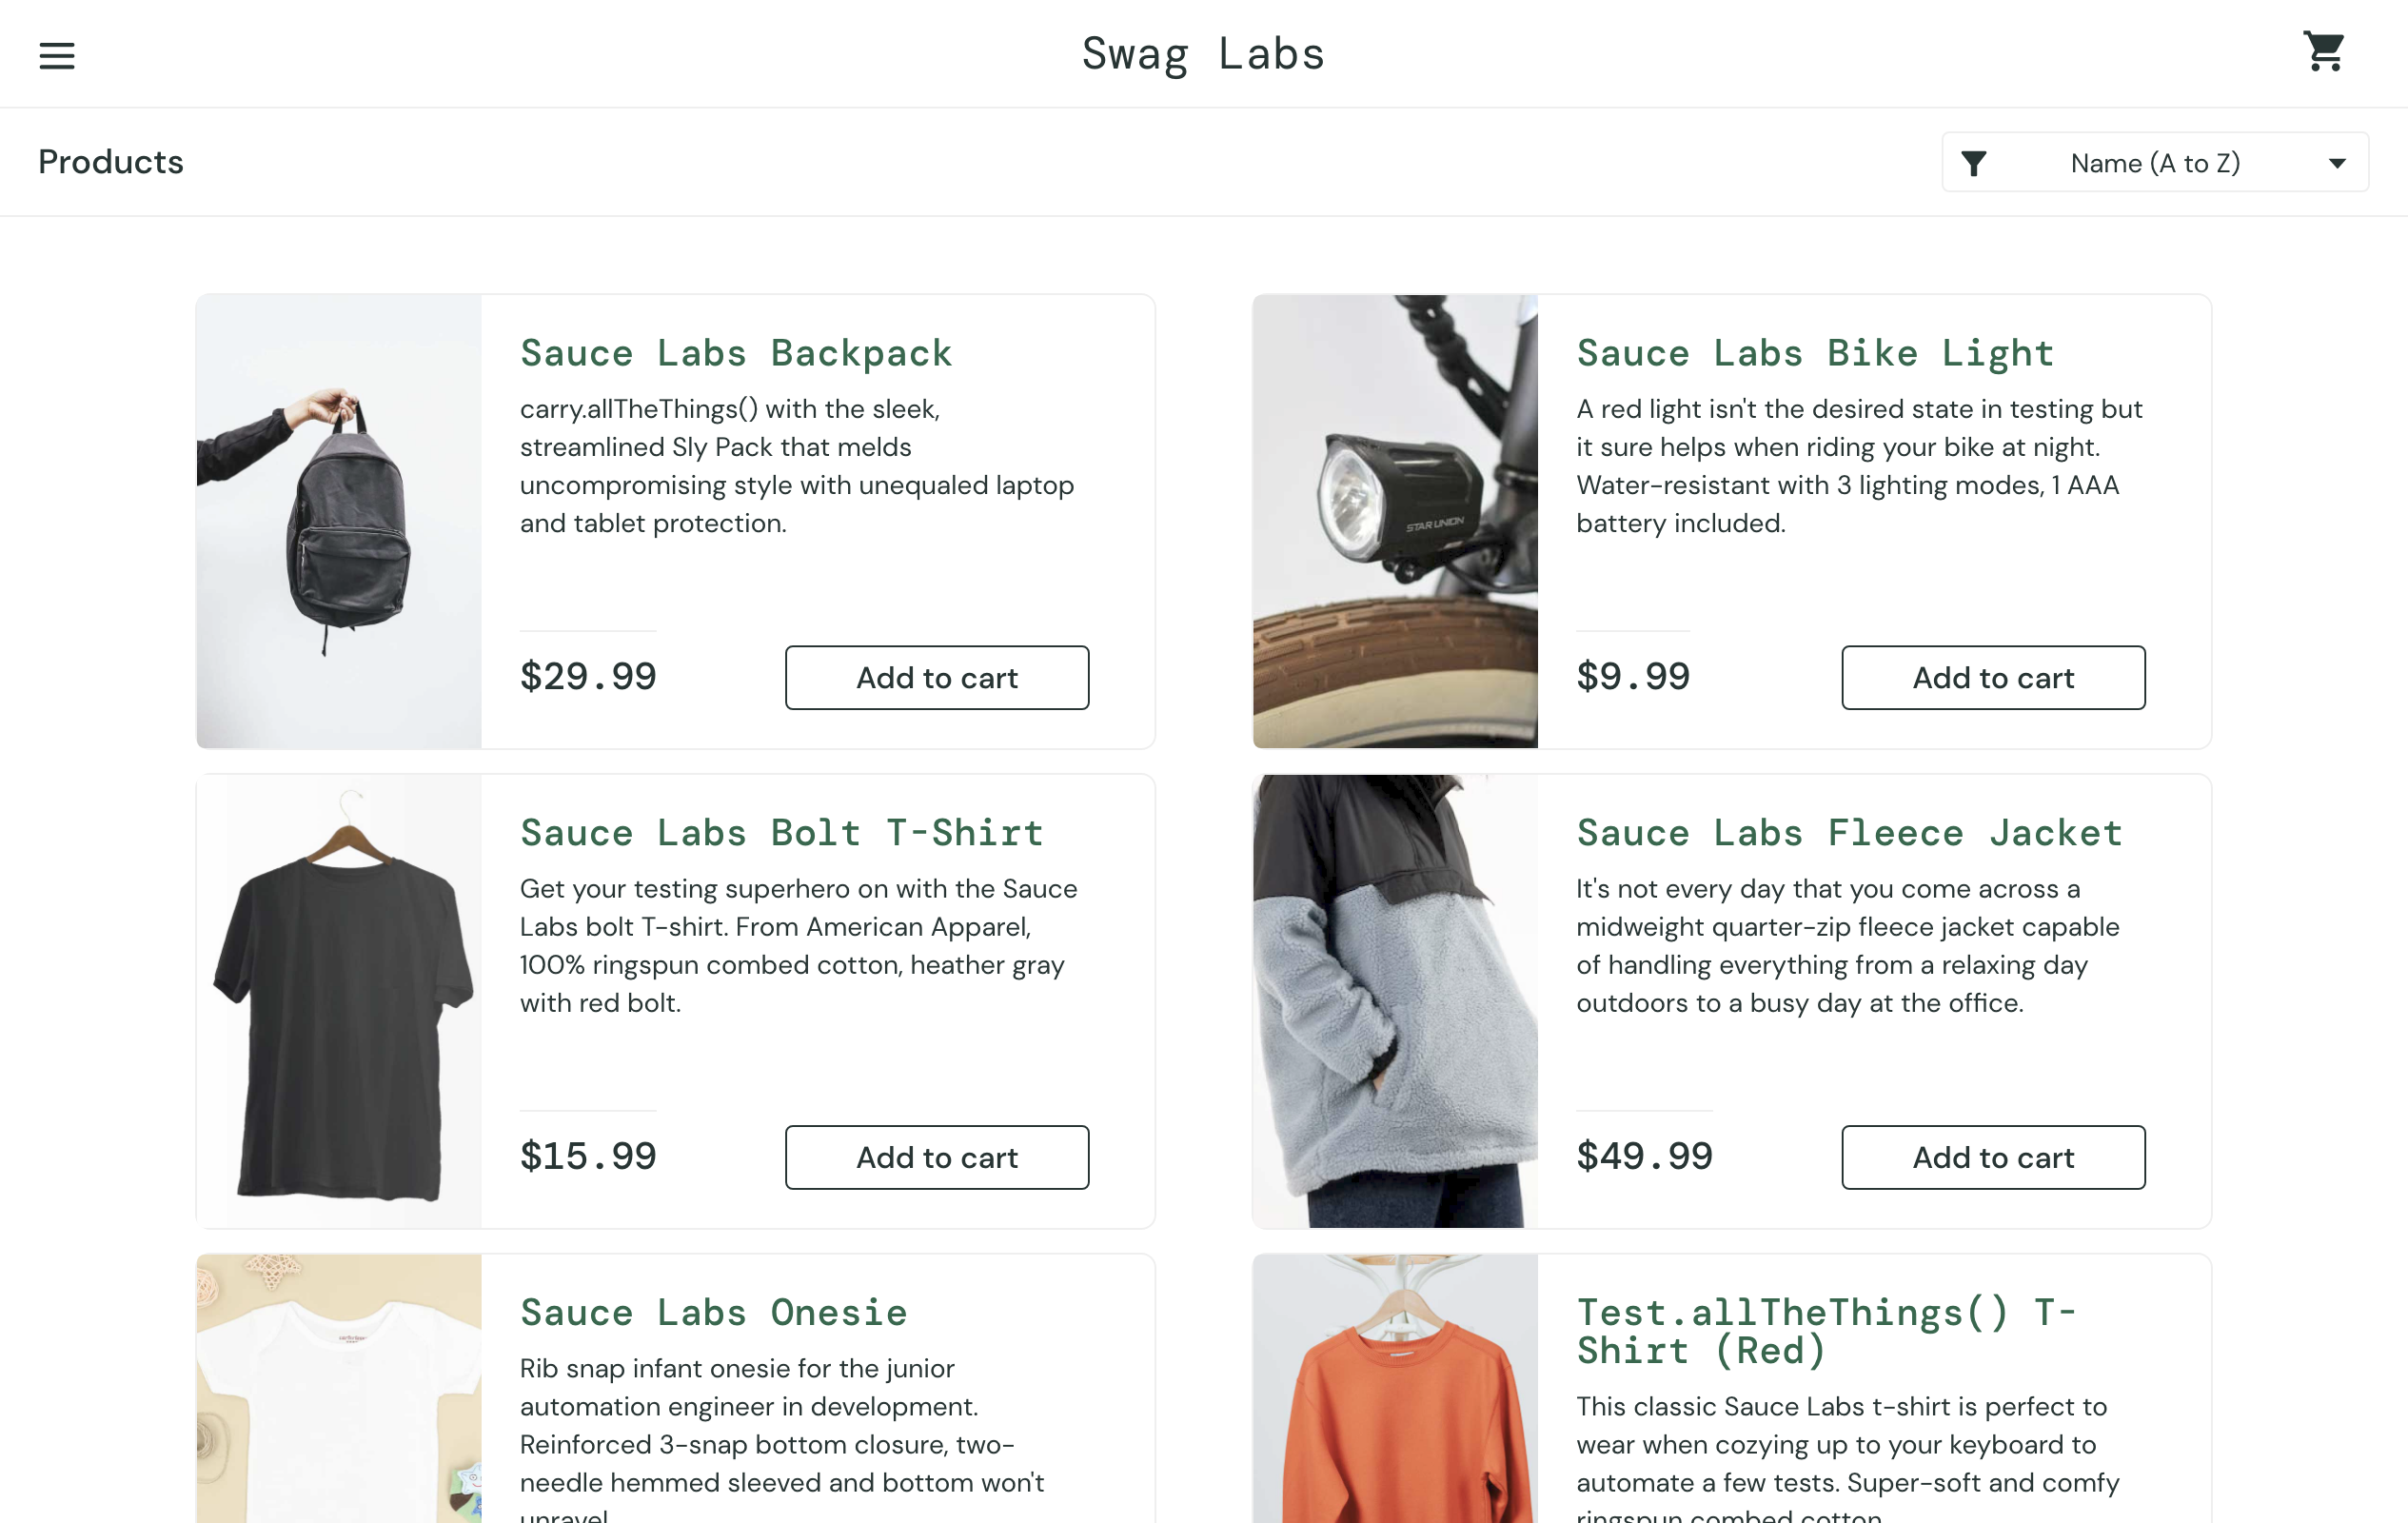 Swag Labs
Products
Name (A to Z)
Sauce Labs Backpack
carry.allTheThings() with the sleek,
streamlined Sly Pack that melds
uncompromising style with unequaled laptop
and tablet protection.
$29.99
Add to cart
Sauce Labs Bike Light
A red light isn't the desired state in testing but
it sure helps when riding your bike at night.
Water-resistant with 3 lighting modes, 1 AAA
battery included.
STAR UNION
$9.99
Add to cart
Sauce Labs Bolt T-Shirt
Get your testing superhero on with the Sauce
Labs bolt T-shirt. From American Apparel,
100% ringspun combed cotton, heather gray
with red bolt.
$15.99
Add to cart
Sauce Labs Fleece Jacket
It's not every day that you come across a
midweight quarter-zip fleece jacket capable
of handling everything from a relaxing day
outdoors to a busy day at the office.
$49.99
Add to cart
Sauce Labs Onesie
Rib snap infant onesie for the junior
automation engineer in development.
Reinforced 3-snap bottom closure, two-
needle hemmed sleeved and bottom won't
unravel.
Test.allTheThings() T-
Shirt (Red)
This classic Sauce Labs t-shirt is perfect to
wear when cozying up to your keyboard to
automate a few tests. Super-soft and comfy
ringspun combed cotton.